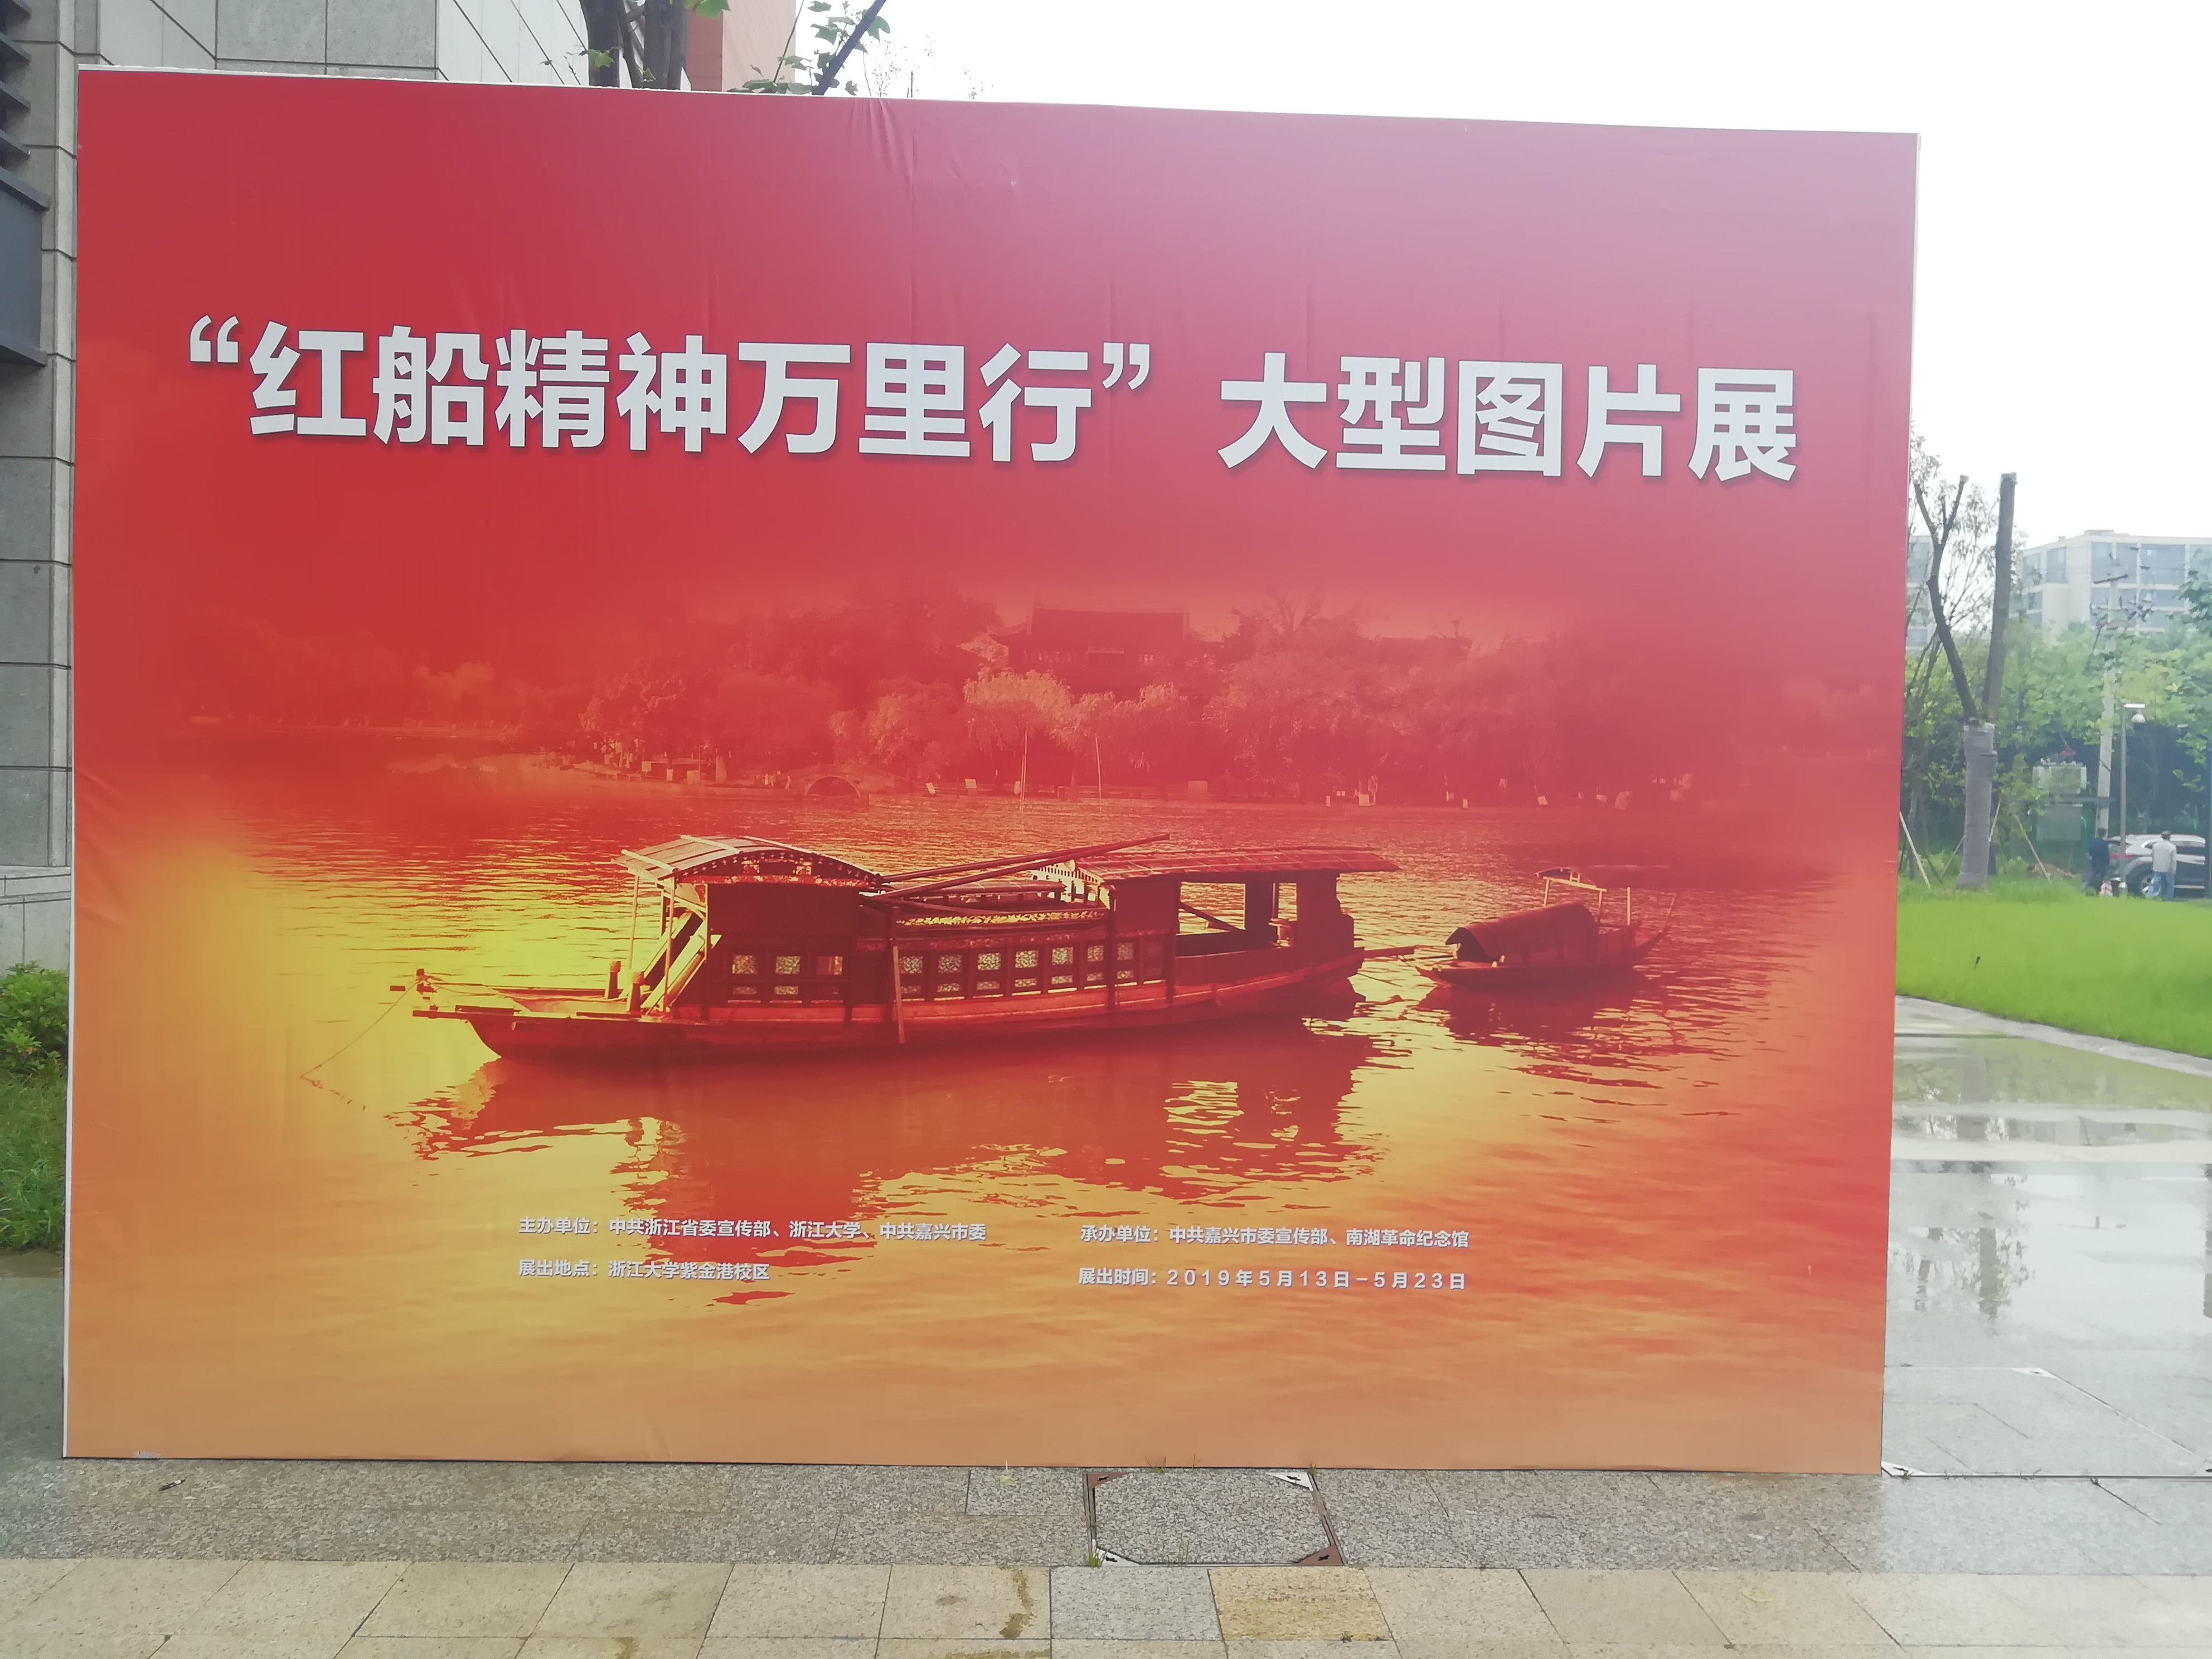 “红船精神万里行”大型图片展
主办单位：中共浙江省委宣传部、浙江大学、中共嘉兴市委
承办单位：中共嘉兴市委宣传部、南湖革命纪念馆
展出地点：浙江大学紫金港校区
展出时间：2019年5月13日－5月23日